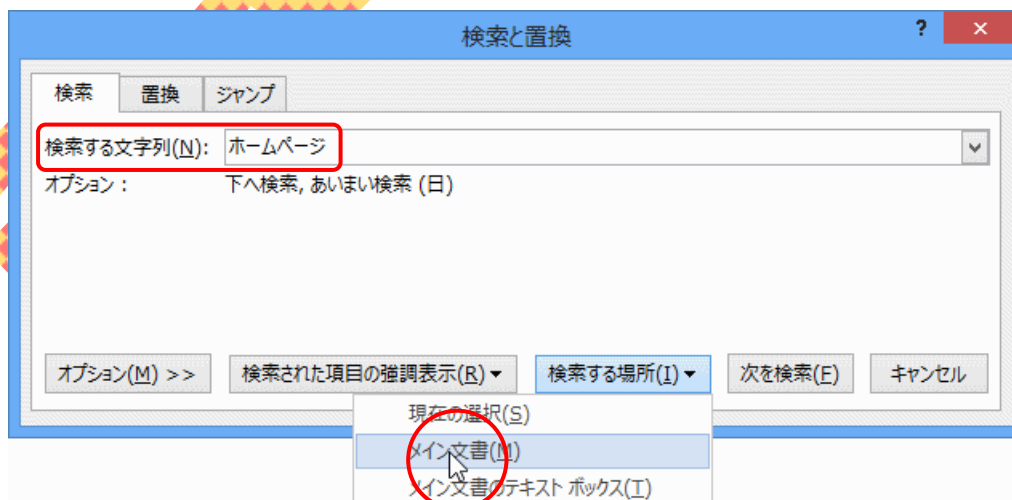 検索と置換
? ×
検索 置換 ジャンプ
検索する文字列(N): ホームページ
オプション : 下へ検索, あいまい検索 (日)
オプション(M) >> 検索された項目の強調表示(R) 検索する場所(I) 次を検索(F) キャンセル
現在の選択(S)
メイン文書(M)
メイン文書のテキスト ボックス(T)